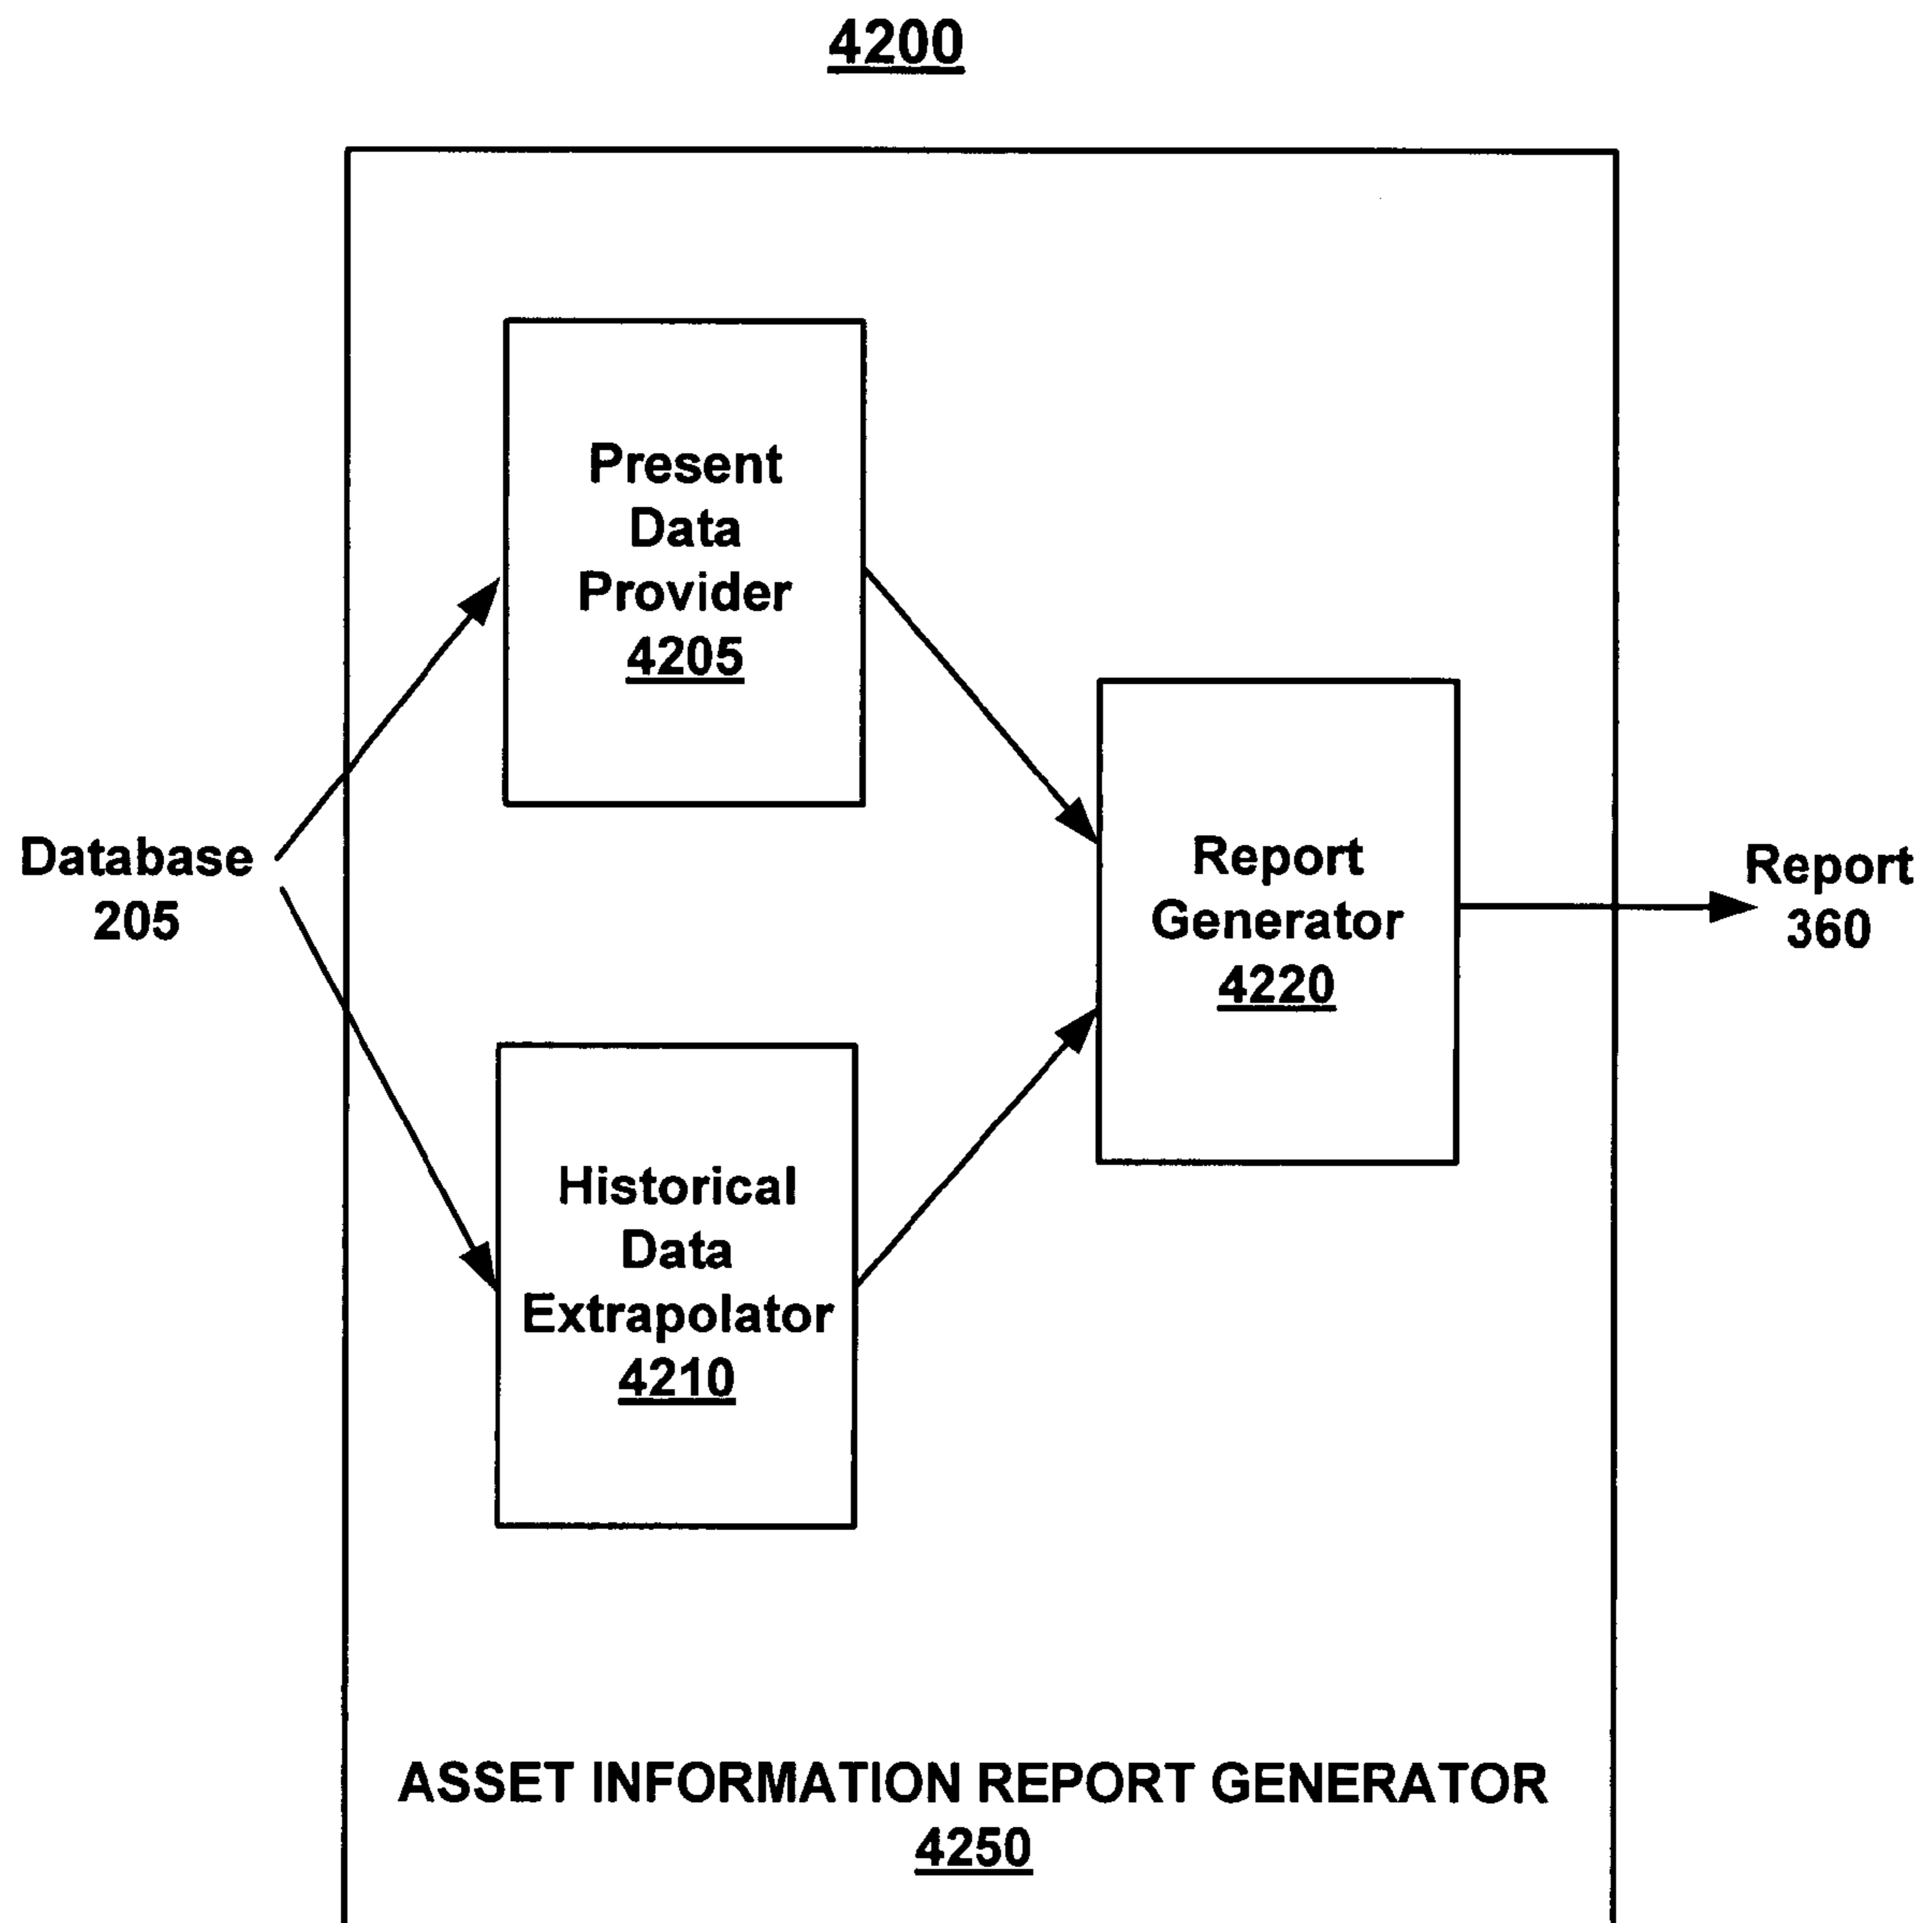 4200
Present
Data
Provider
4205
Database
205
Report
Generator
4220
Report
360
Historical
Data
Extrapolator
4210
ASSET INFORMATION REPORT GENERATOR
4250